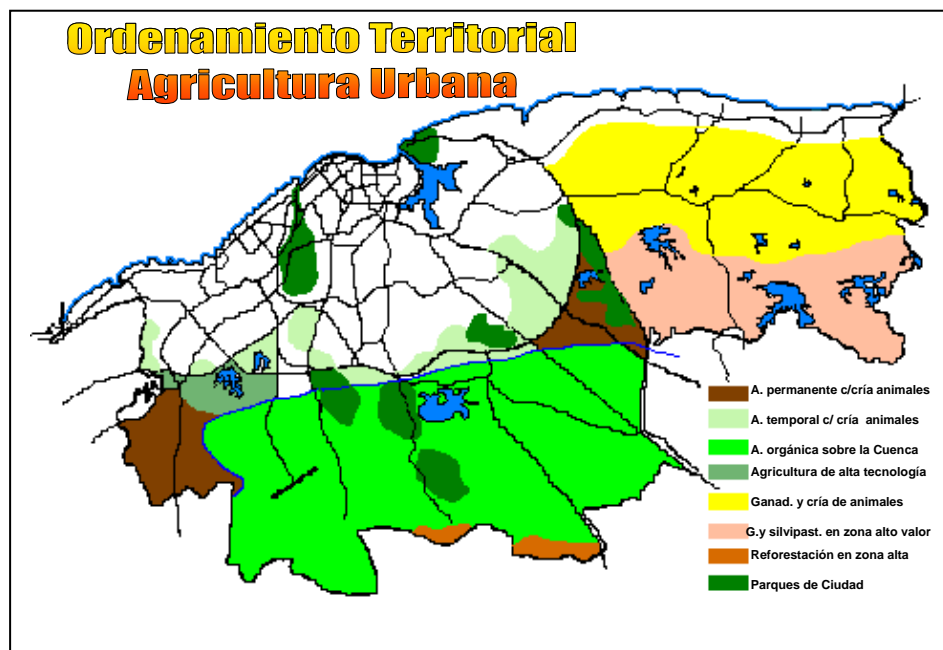 Ordenamiento Territorial
Agricultura Urbana
A. permanente c/cría animales
A. temporal c/ cría animales
A. orgánica sobre la Cuenca
Agricultura de alta tecnología
Ganad. y cría de animales
G.y silvipast. en zona alto valor
Reforestación en zona alta
Parques de Ciudad